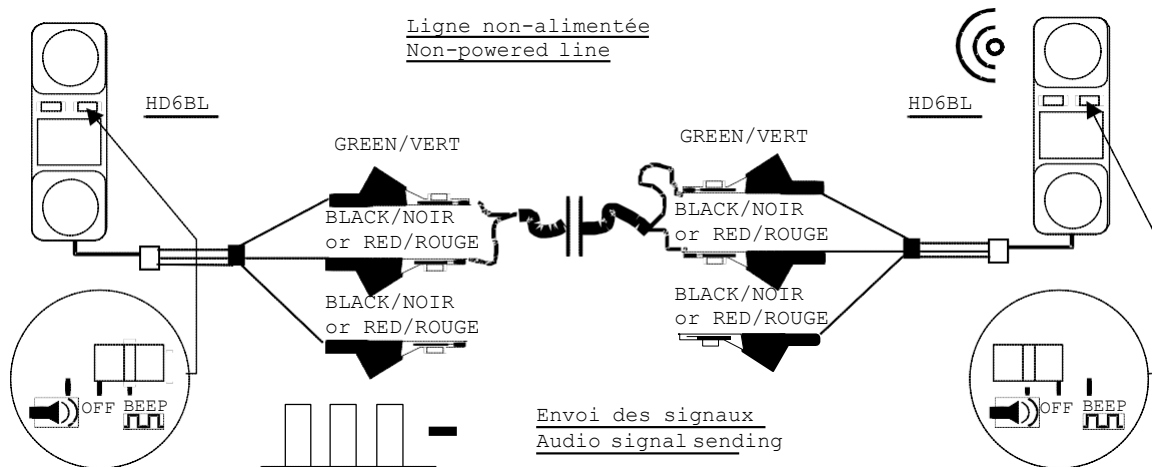 Ligne non-alimentée
Non-powered line
HD6BL
HD6BL
GREEN/VERT
GREEN/VERT
BLACK/NOIR
or RED/ROUGE
BLACK/NOIR
or RED/ROUGE
BLACK/NOIR
or RED/ROUGE
BLACK/NOIR
or RED/ROUGE
OFF BEEP
OFF BEEP
Envoi des signaux
Audio signal sending